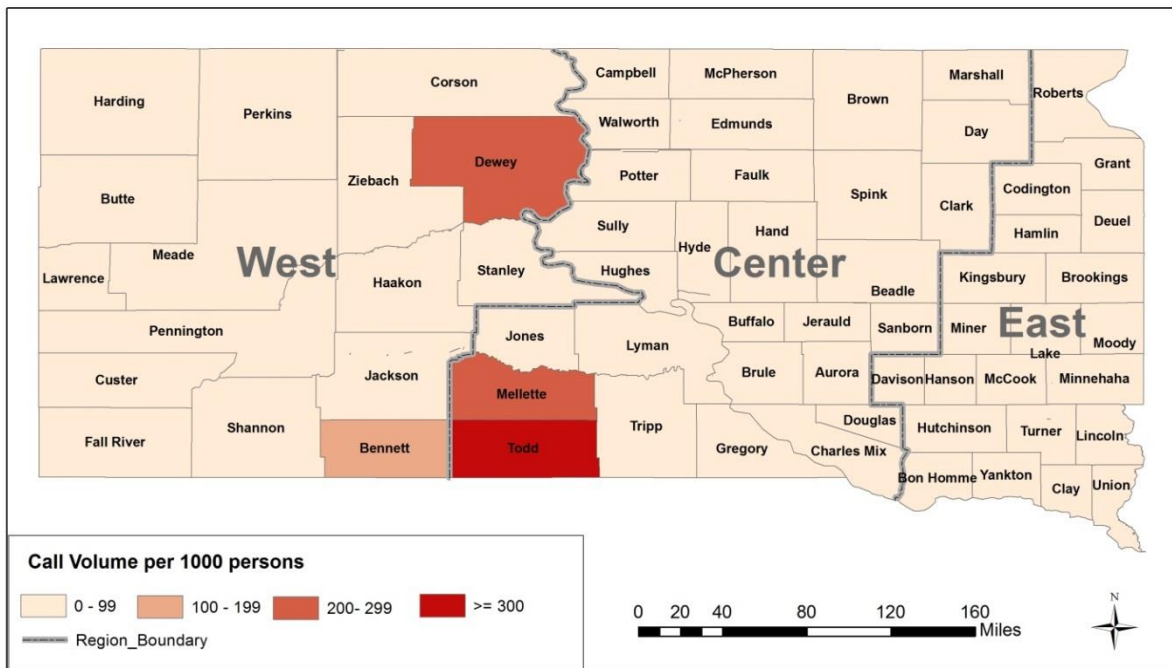 Campbell
McPherson
Marshall
Corson
Roberts
Harding
Perkins
Brown
Walworth
Edmunds
Day
Dewey
Grant
Potter
Faulk
Ziebach
Codington
Butte
Spink
Clark
Deuel
Sully
Hand
Hamlin
Hyde
Meade
West
Center
Stanley
Hughes
Lawrence
Kingsbury
Brookings
Haakon
Beadle
Buffalo
Jerauld
Pennington
Sanborn
Miner
East
Jones
Lyman
Moody
Lake
Jackson
Brule
Aurora
Custer
Davison
Hanson
McCook
Minnehaha
Mellette
Douglas
Shannon
Tripp
Hutchinson
Turner
Lincoln
Fall River
Bennett
Todd
Gregory
Charles Mix
Bon Homme
Yankton
Clay
Union
Call Volume per 1000 persons
0 - 99
100 - 199
200- 299
>= 300
Region_Boundary
0 20 40 80 120 160
Miles
N